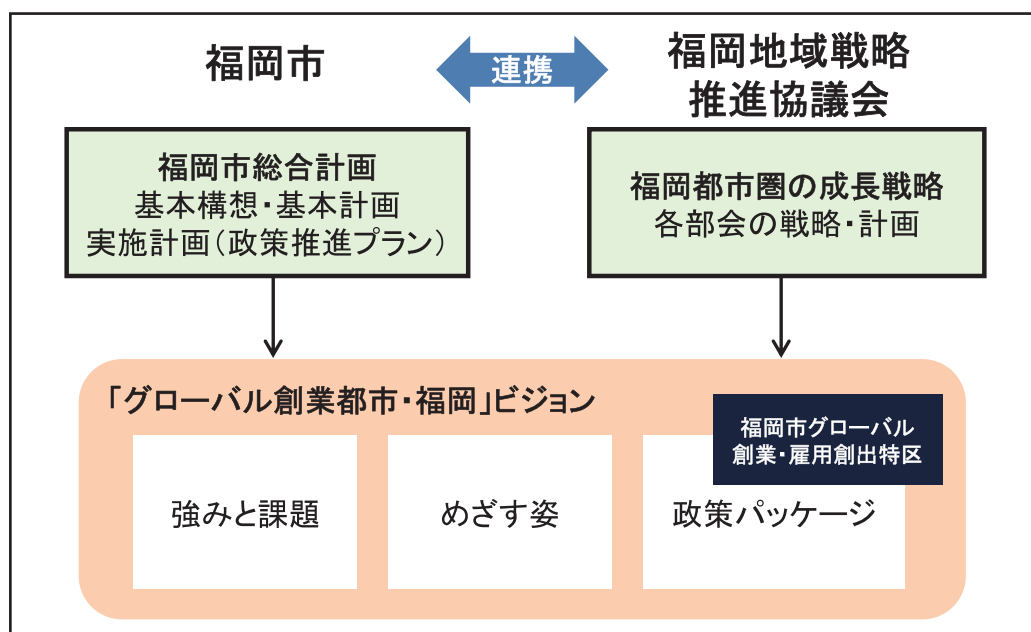 福岡市
連携
福岡地域戦略
推進協議会
福岡市総合計画
基本構想・基本計画
実施計画（政策推進プラン）
福岡都市圏の成長戦略
各部会の戦略・計画
「グローバル創業都市・福岡」ビジョン
福岡市グローバル
創業・雇用創出特区
強みと課題
めざす姿
政策パッケージ